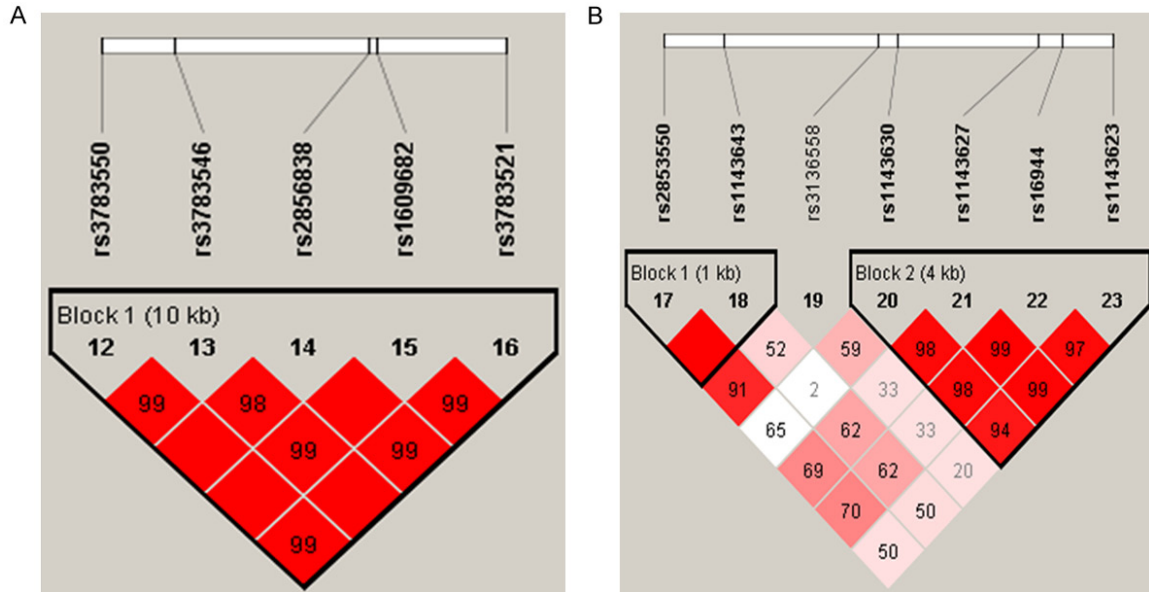 A
rs3783550
rs3783546
rs2856838
rs1609682
rs3783521
Block 1 (10 kb)
12 13 14 15 16
99 98 99
99 99
99
B
rs2853550
rs1143643
rs3136558
rs1143630
rs1143627
rs16944
rs1143623
Block 1 (1 kb)
Block 2 (4 kb)
17 18 19 20 21 22 23
52 59 98 99 97
91 2 33 98 99
65 62 33 94
69 62 20
70 50
50